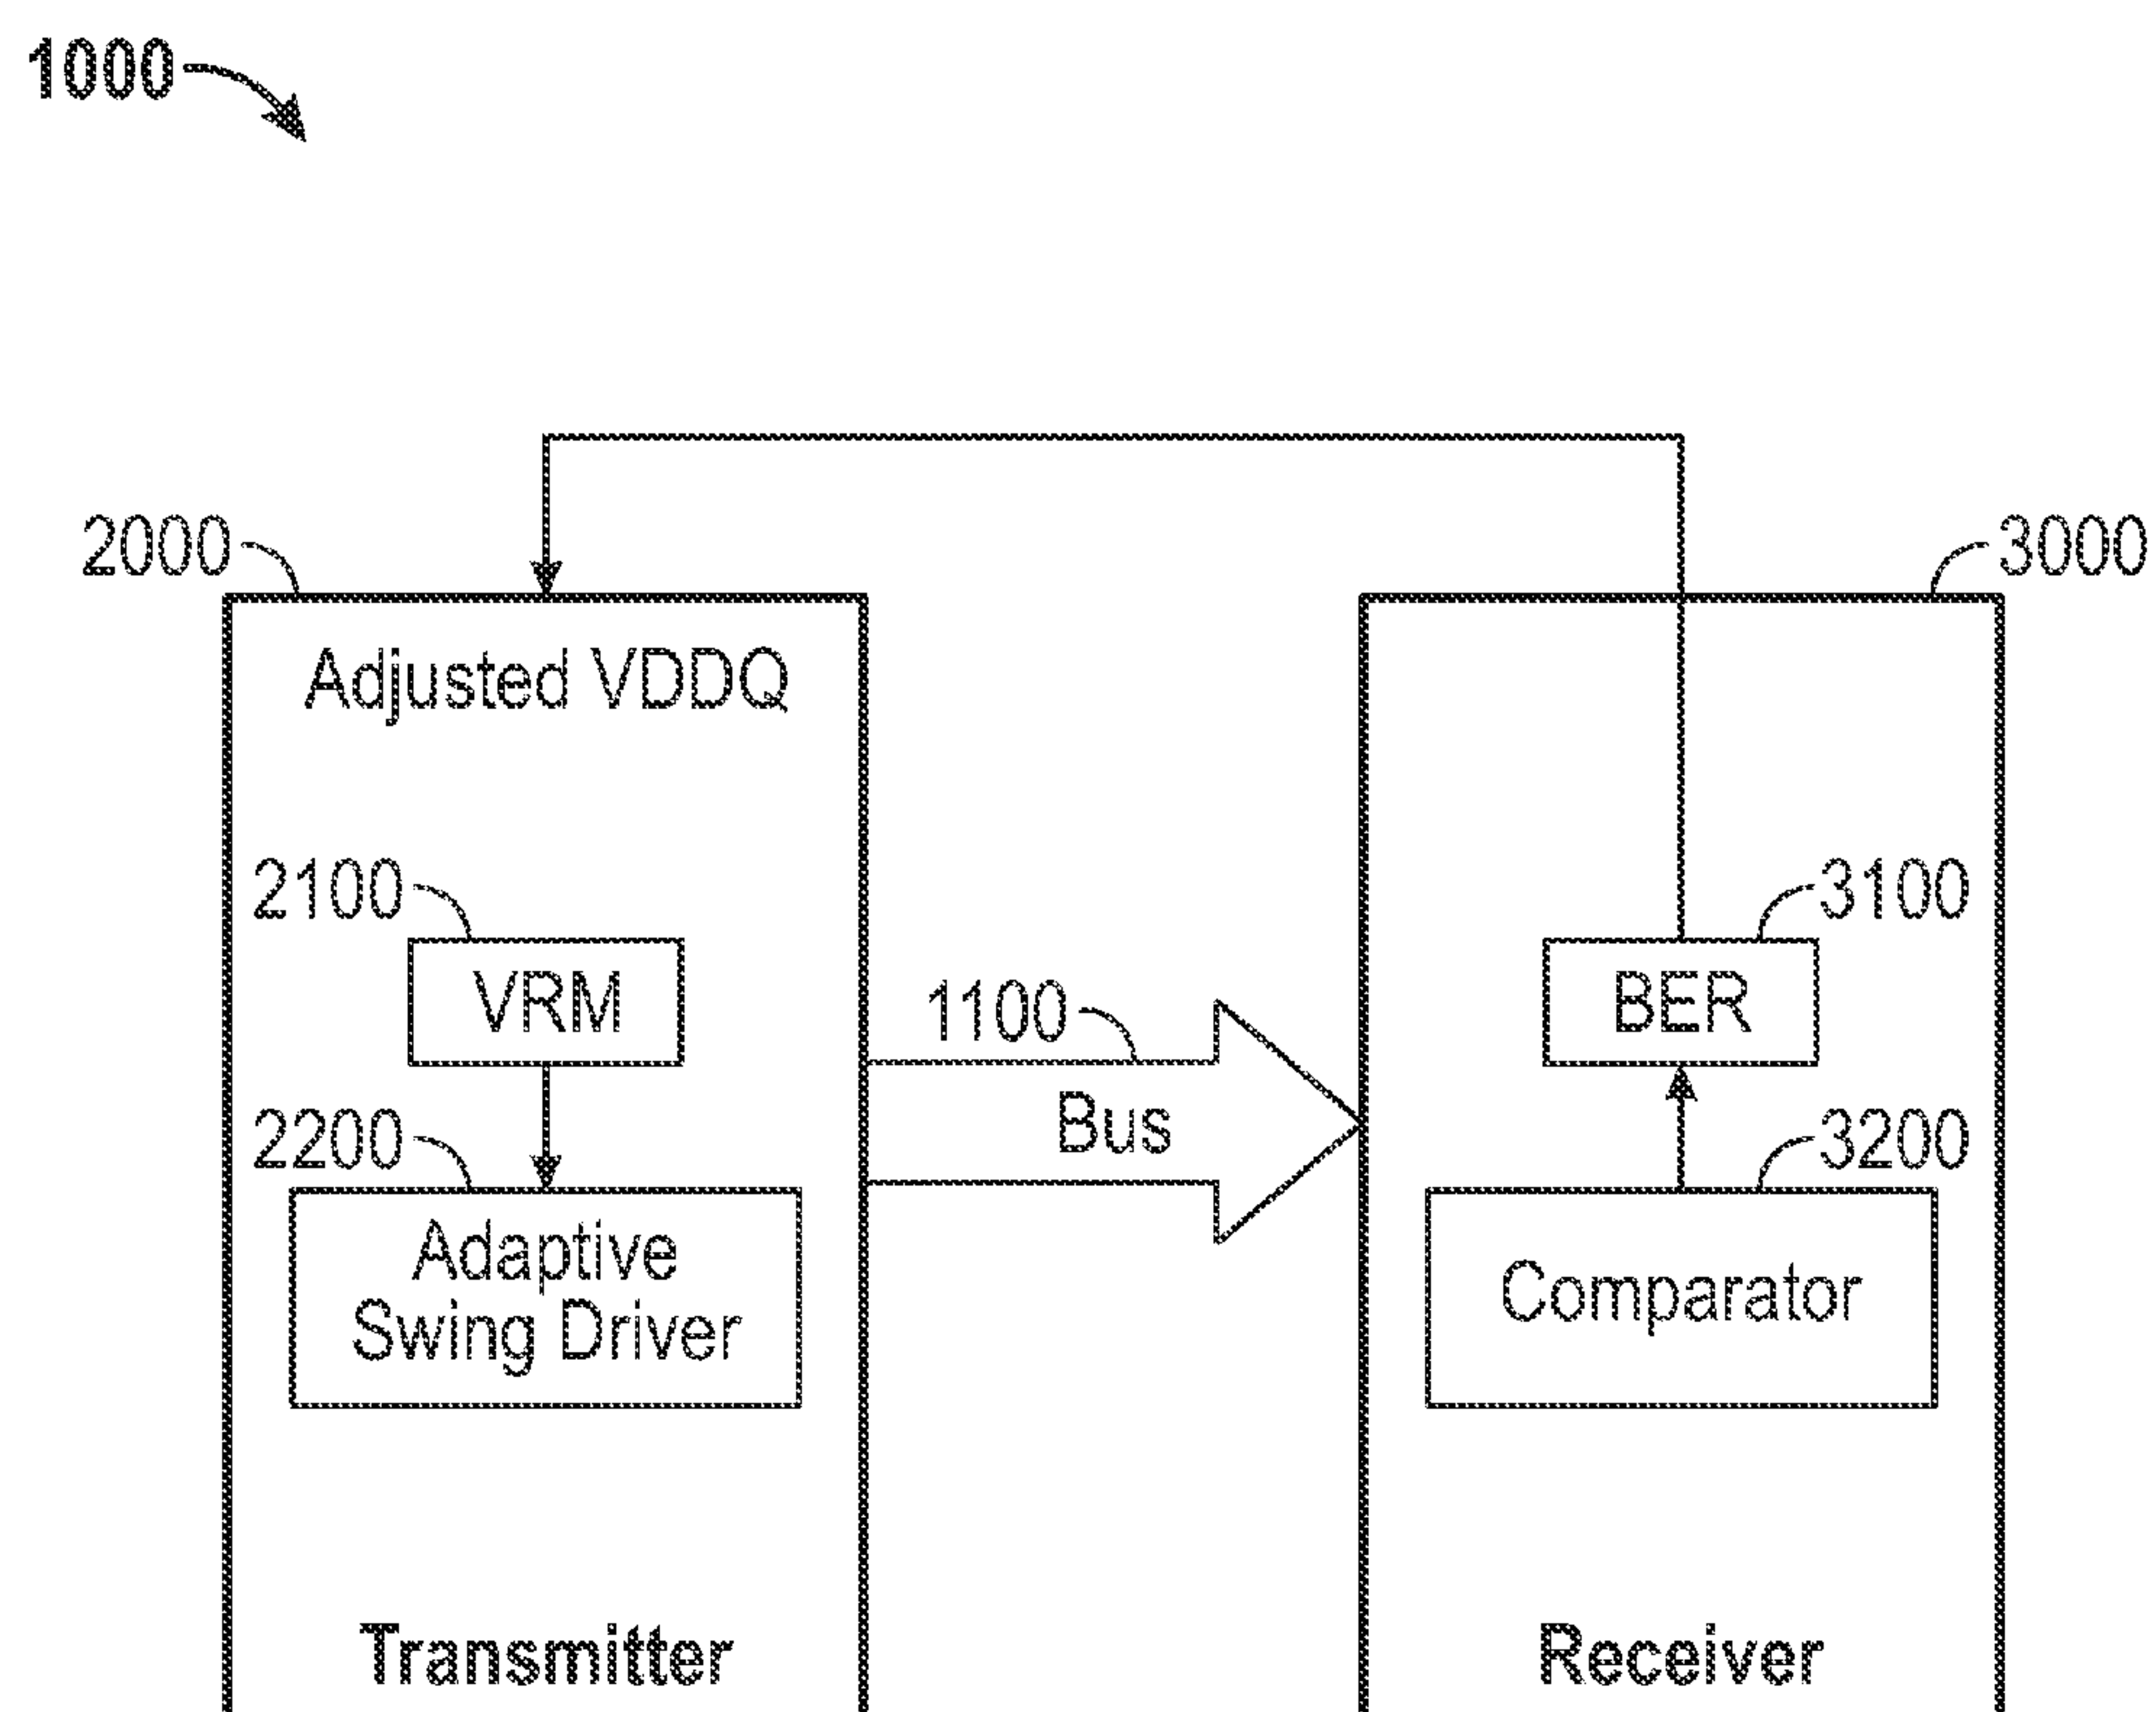 1000
2000
3000
Adjusted VDDQ
2100
3100
VRM
BER
1100
Bus
2200
3200
Adaptive
Swing Driver
Comparator
Transmitter
Receiver